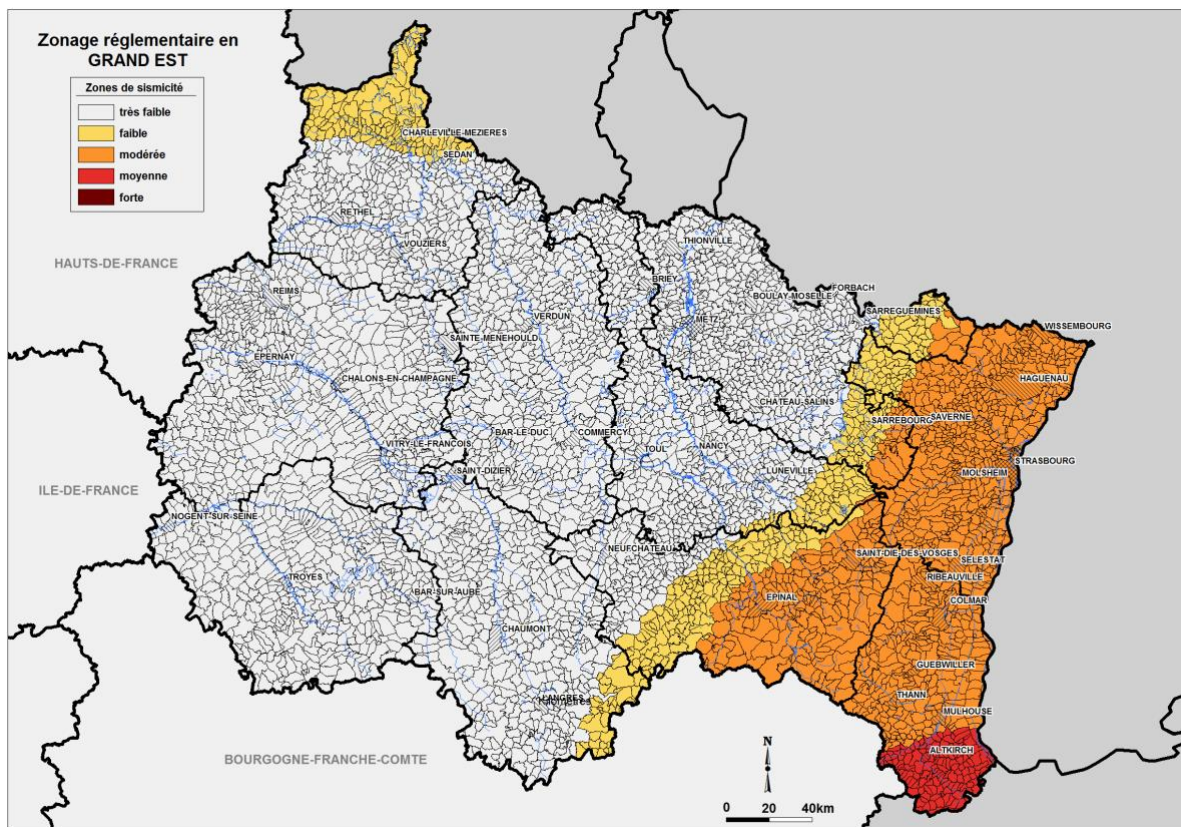 Zonage réglementaire en
GRAND EST
Zones de sismicité
très faible
faible
modérée
moyenne
forte
CHARLEVILLE-MEZIERES
SEDAN
RETHEL
VOUZIERS
HAUTS-DE-FRANCE
THIONVILLE
REIMS
BRIEY
FORBACH
BOULAY-MOSELLE
SARREGUEMINES
WISSEMBOURG
VERDUN
METZ
SAINTE-MENEHOULD
EPERNAY
CHALONS-EN-CHAMPAGNE
HAGUENAU
CHATEAU-SALINS
SARREBOURG
SAVERNE
BAR-LE-DUC
COMMERCY
VITRY-LE-FRANCOIS
TOUL
NANCY
STRASBOURG
SAINT-DIZIER
LUNEVILLE
MOLSHEIM
ILE-DE-FRANCE
NOGENT-SUR-SEINE
NEUFCHATEAU
SAINT-DIE-DES-VOSGES
SELESTAT
TROYES
RIBEAUVILLE
BAR-SUR-AUBE
EPINAL
COLMAR
CHAUMONT
GUEBWILLER
LANGRES
Kilomètres
THANN
MULHOUSE
ALTKIRCH
BOURGOGNE-FRANCHE-COMTE
N
0 20 40km